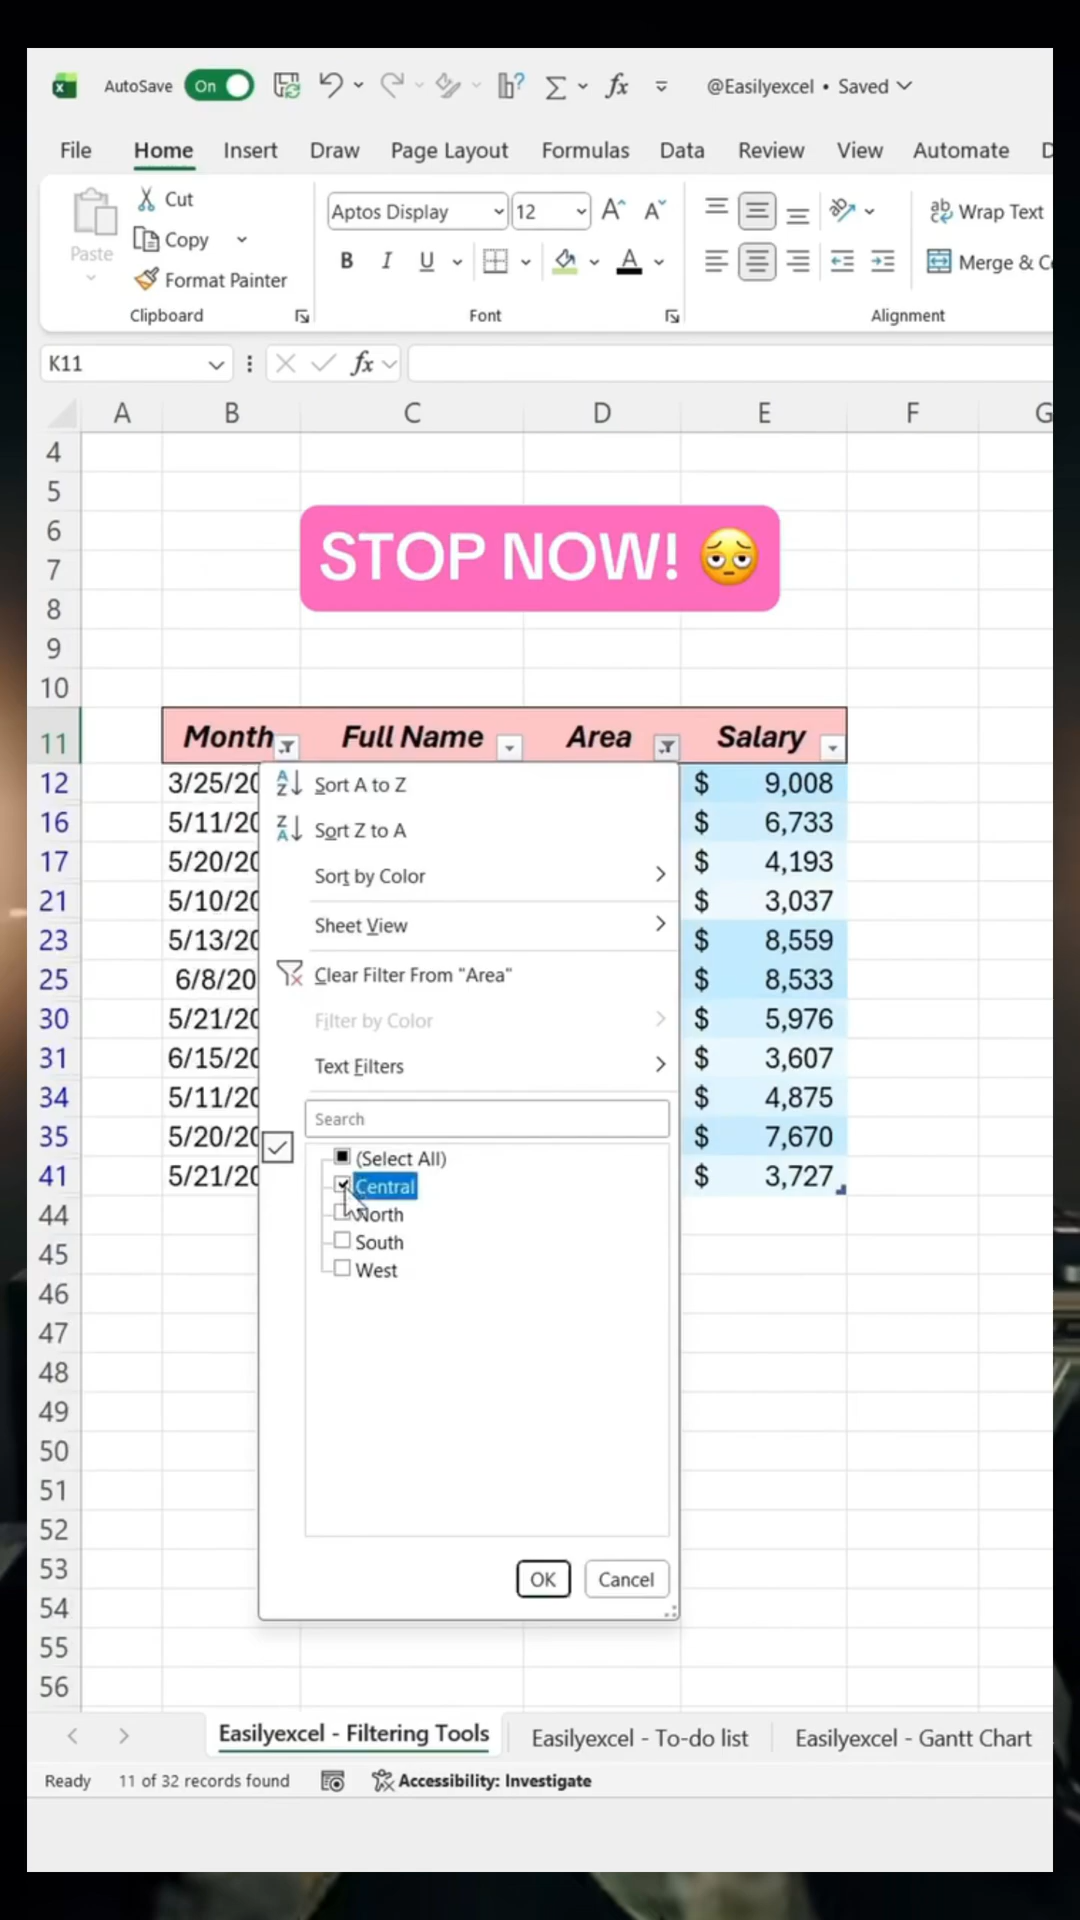 AutoSave On @Easilyexcel • Saved
File Home Insert Draw Page Layout Formulas Data Review View Automate
Paste Cut
Copy
Format Painter
Clipboard
Aptos Display 12
B I U A
Font
Wrap Text
Merge & C
Alignment
K11 fx
A B C D E F G
4
5
6
STOP NOW!
7
8
9
10
11 Month Full Name Area Salary
12 3/25/20 $ 9,008
16 5/11/20 $ 6,733
17 5/20/20 $ 4,193
21 5/10/20 $ 3,037
23 5/13/20 $ 8,559
25 6/8/20 $ 8,533
30 5/21/20 $ 5,976
31 6/15/20 $ 3,607
34 5/11/20 $ 4,875
35 5/20/20 $ 7,670
41 5/21/20 $ 3,727
Sort A to Z
Sort Z to A
Sort by Color
Sheet View
Clear Filter From "Area"
Filter by Color
Text Filters
Search
(Select All)
Central
North
South
West
OK Cancel
44
45
46
47
48
49
50
51
52
53
54
55
56
Easilyexcel - Filtering Tools Easilyexcel - To-do list Easilyexcel - Gantt Chart
Ready 11 of 32 records found Accessibility: Investigate